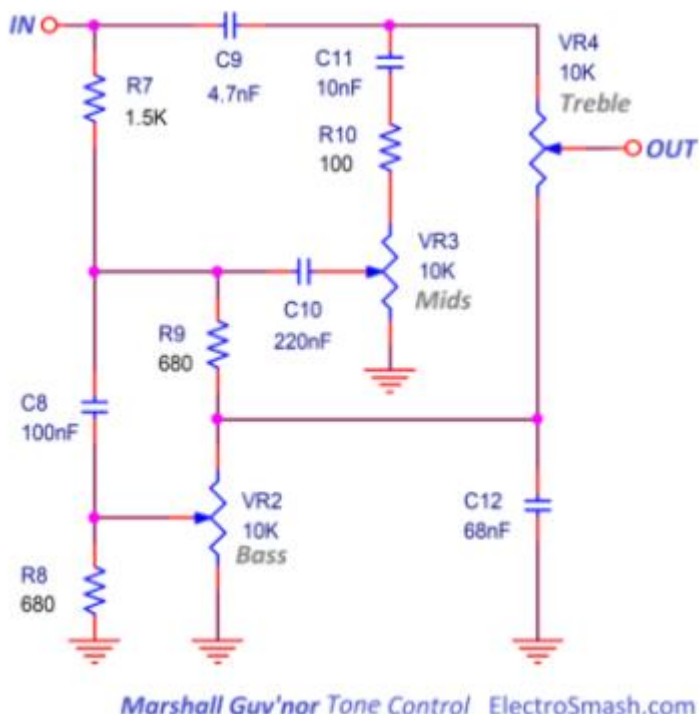 IN
C9
4.7nF
C11
10nF
VR4
10K
Treble
R7
1.5K
R10
100
OUT
VR3
10K
Mids
C10
220nF
R9
680
C8
100nF
VR2
10K
Bass
C12
68nF
R8
680
Marshall Guv'nor Tone Control ElectroSmash.com